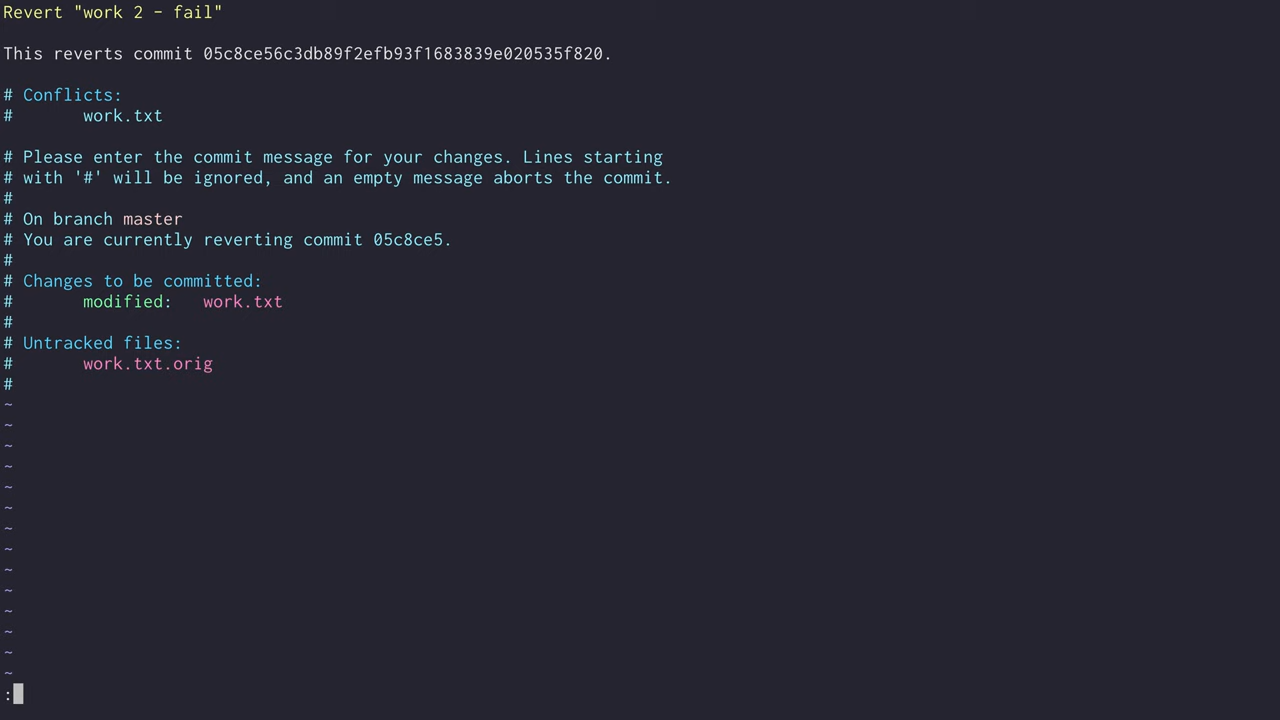 Revert "work 2 - fail"
This reverts commit 05c8ce56c3db89f2efb93f1683839e020535f820.
# Conflicts:
#       work.txt
# Please enter the commit message for your changes. Lines starting
# with '#' will be ignored, and an empty message aborts the commit.
#
# On branch master
# You are currently reverting commit 05c8ce5.
#
# Changes to be committed:
#       modified:   work.txt
#
# Untracked files:
#       work.txt.orig
#
~
~
~
~
~
~
~
~
~
~
~
~
~
~
: